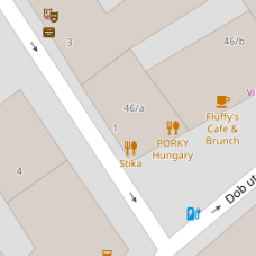 3
46/b
Vi
46/a
1
Fluffy's
Cafe &
Brunch
PORKY
Hungary
Stika
4
Dob u